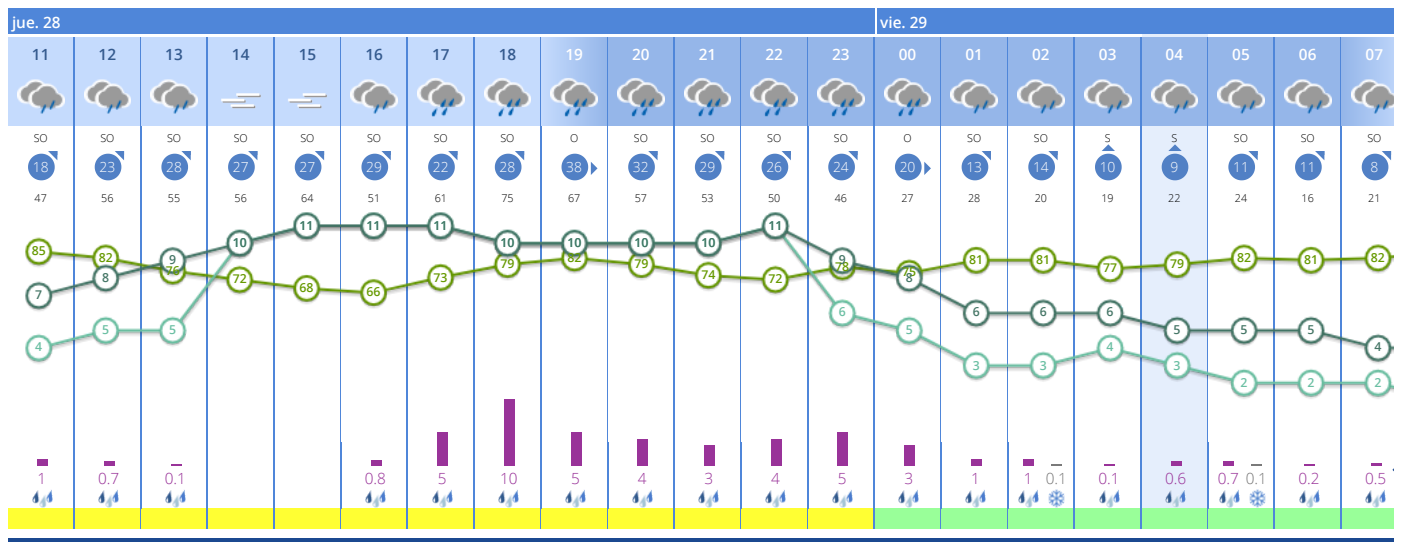 jue. 28 vie. 29
11 12 13 14 15 16 17 18 19 20 21 22 23 00 01 02 03 04 05 06 07
SO SO SO SO SO SO SO SO O SO SO SO SO O SO SO S S SO SO SO
18 23 28 27 27 29 22 28 38 32 29 26 24 20 13 14 10 9 11 11 8
47 56 55 56 64 51 61 75 67 57 53 50 46 27 28 20 19 22 24 16 21
85 82 76 72 68 66 73 79 82 79 74 72 78 75 81 81 77 79 82 81 82
7 8 9 10 11 11 11 10 10 10 10 11 9 8 6 6 6 5 5 5 4
4 5 5 6 5 3 3 4 3 2 2 2
1 0.7 0.1 0.8 5 10 5 4 3 4 5 3 1 1 0.1 0.1 0.6 0.7 0.1 0.2 0.5